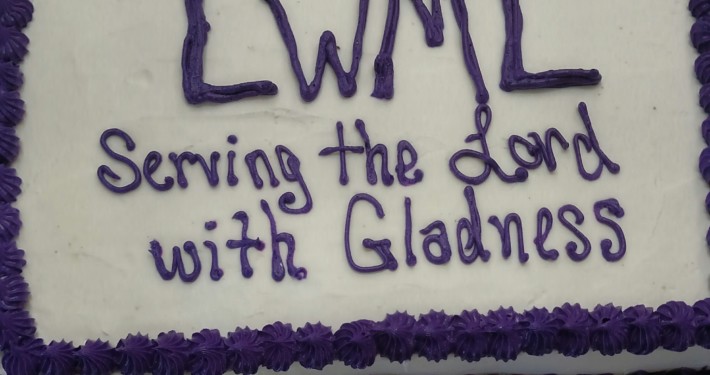 LWML
Serving the Lord
with Gladness